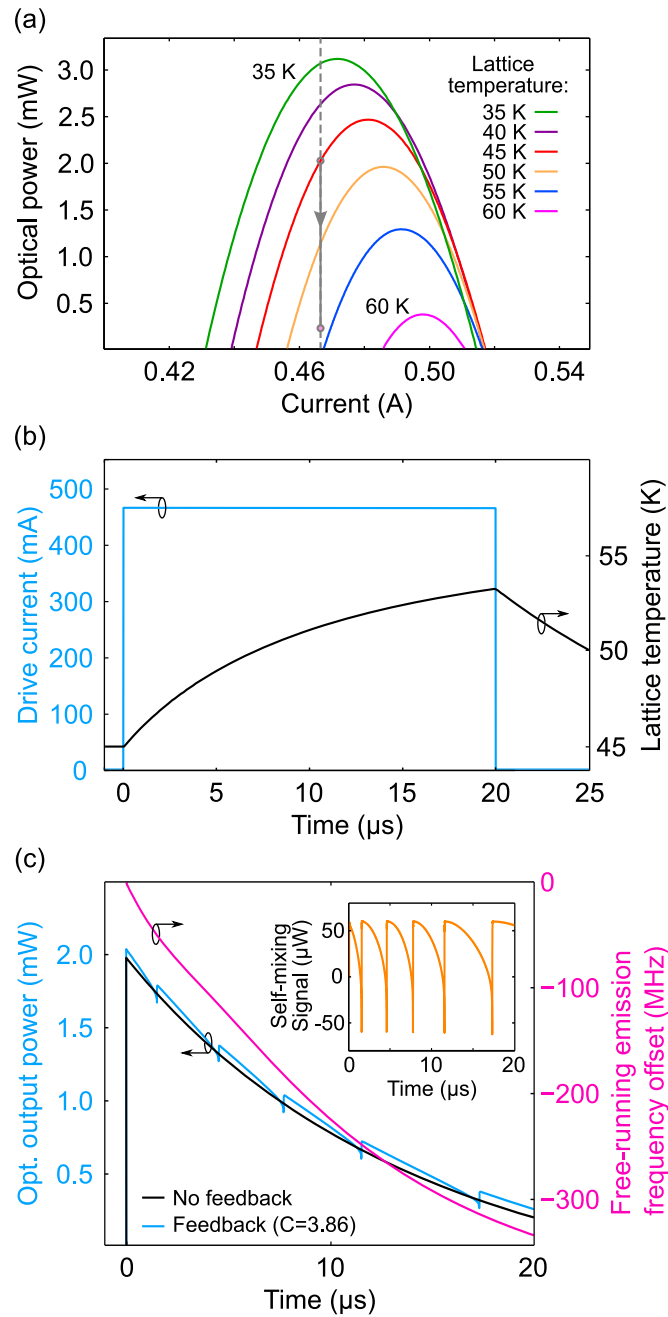 (a)
Optical power (mW)
3.0
2.5
2.0
1.5
1.0
0.5
35 K
60 K
Lattice
temperature:
35 K
40 K
45 K
50 K
55 K
60 K
0.42
0.46
0.50
0.54
Current (A)
(b)
Drive current (mA)
500
400
300
200
100
0
Lattice temperature (K)
55
50
45
0
5
10
15
20
25
Time (µs)
(c)
Opt. output power (mW)
2.0
1.5
1.0
0.5
Free-running emission
frequency offset (MHz)
0
−100
−200
−300
Self-mixing
Signal (µW)
50
0
-50
0
5
10
15
20
Time (µs)
No feedback
Feedback (C=3.86)
0
5
10
15
20
Time (µs)